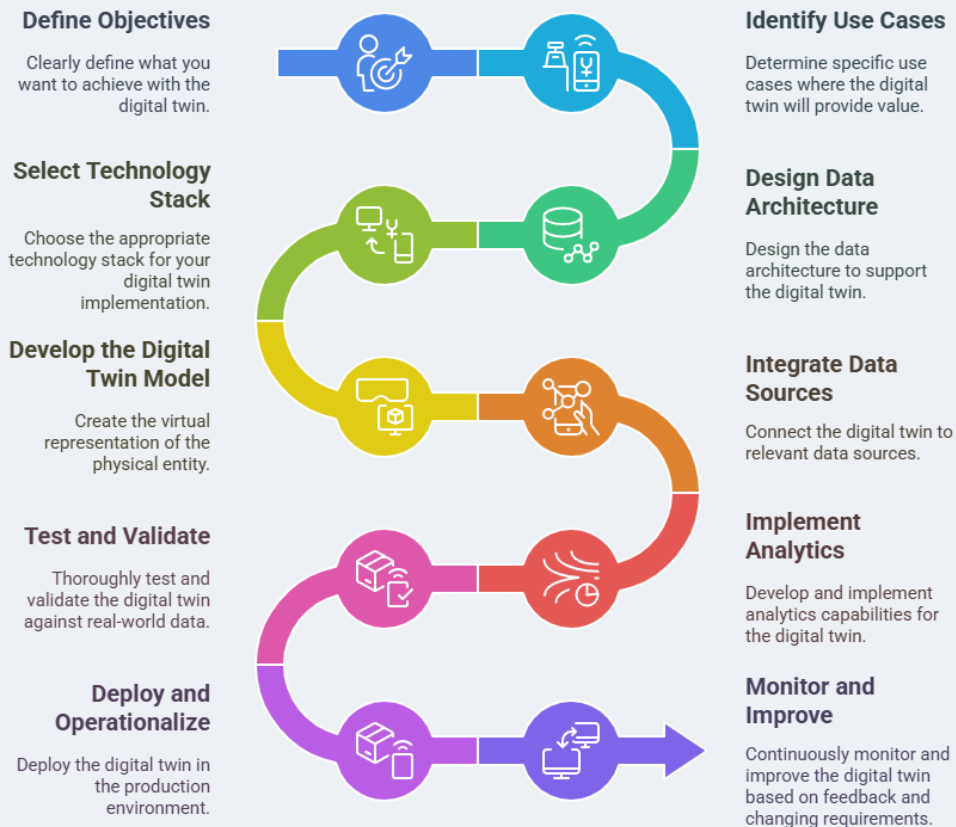 Define Objectives
Clearly define what you
want to achieve with the
digital twin.
Identify Use Cases
Determine specific use
cases where the digital
twin will provide value.
Design Data
Architecture
Design the data
architecture to support
the digital twin.
Select Technology
Stack
Choose the appropriate
technology stack for your
digital twin
implementation.
Develop the Digital
Twin Model
Create the virtual
representation of the
physical entity.
Integrate Data
Sources
Connect the digital twin to
relevant data sources.
Implement
Analytics
Develop and implement
analytics capabilities for
the digital twin.
Test and Validate
Thoroughly test and
validate the digital twin
against real-world data.
Deploy and
Operationalize
Deploy the digital twin in
the production
environment.
Monitor and
Improve
Continuously monitor and
improve the digital twin
based on feedback and
changing requirements.